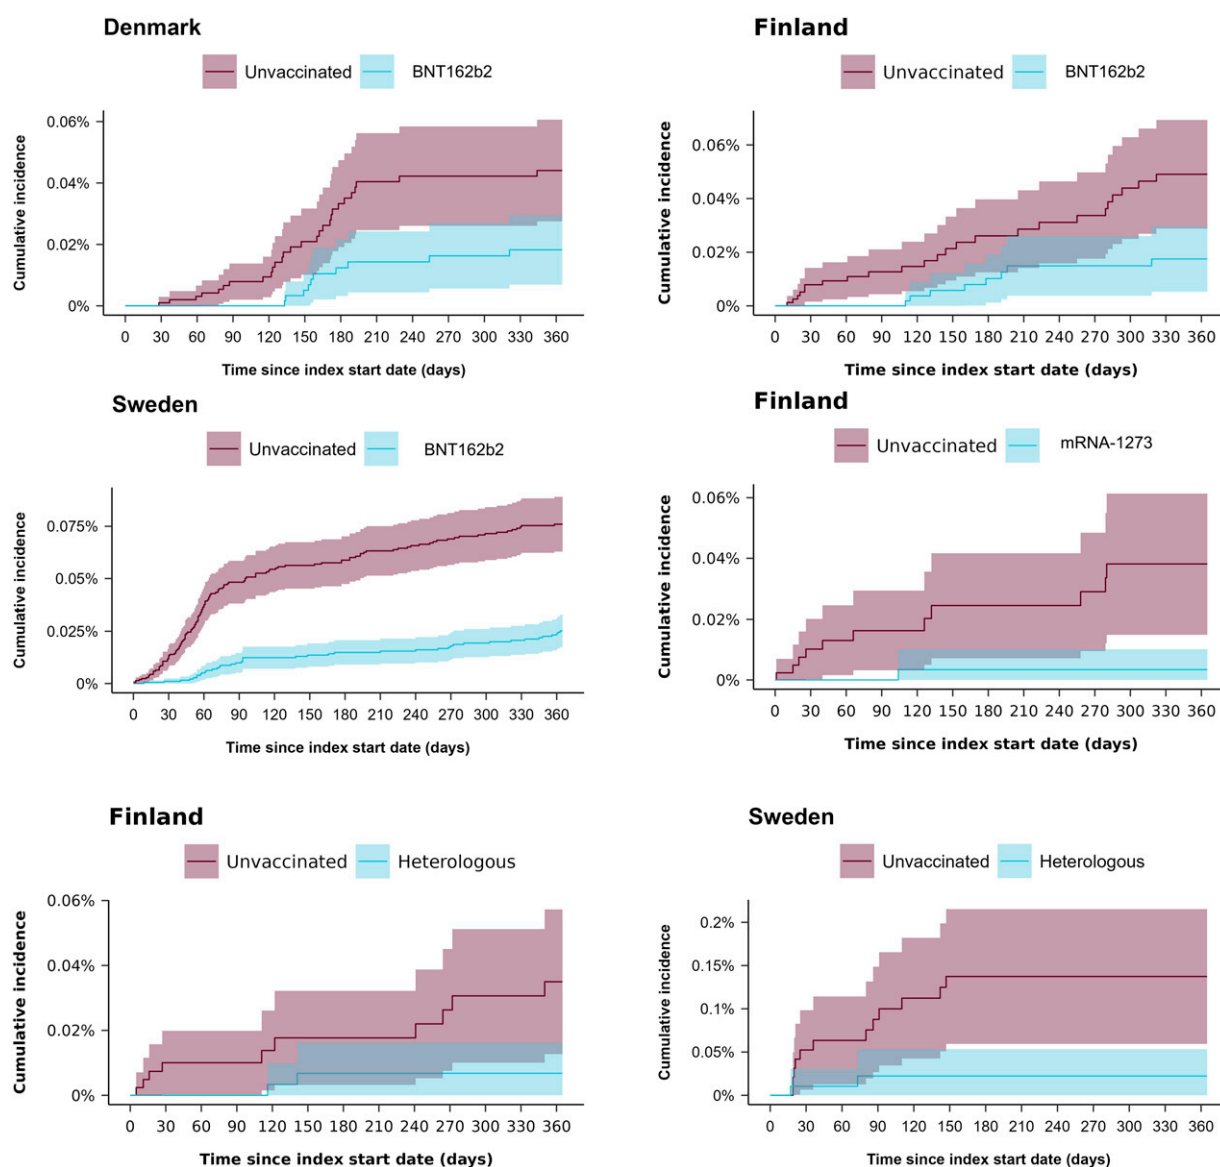 Denmark
Unvaccinated BNT162b2
Cumulative incidence
0.06%
0.04%
0.02%
0%
0 30 60 90 120 150 180 210 240 270 300 330 360
Time since index start date (days)
Finland
Unvaccinated BNT162b2
Cumulative incidence
0.06%
0.04%
0.02%
0%
0 30 60 90 120 150 180 210 240 270 300 330 360
Time since index start date (days)
Sweden
Unvaccinated BNT162b2
Cumulative incidence
0.075%
0.05%
0.025%
0%
0 30 60 90 120 150 180 210 240 270 300 330 360
Time since index start date (days)
Finland
Unvaccinated mRNA-1273
Cumulative incidence
0.06%
0.04%
0.02%
0%
0 30 60 90 120 150 180 210 240 270 300 330 360
Time since index start date (days)
Finland
Unvaccinated Heterologous
Cumulative incidence
0.06%
0.04%
0.02%
0%
0 30 60 90 120 150 180 210 240 270 300 330 360
Time since index start date (days)
Sweden
Unvaccinated Heterologous
Cumulative incidence
0.2%
0.15%
0.1%
0.05%
0%
0 30 60 90 120 150 180 210 240 270 300 330 360
Time since index start date (days)